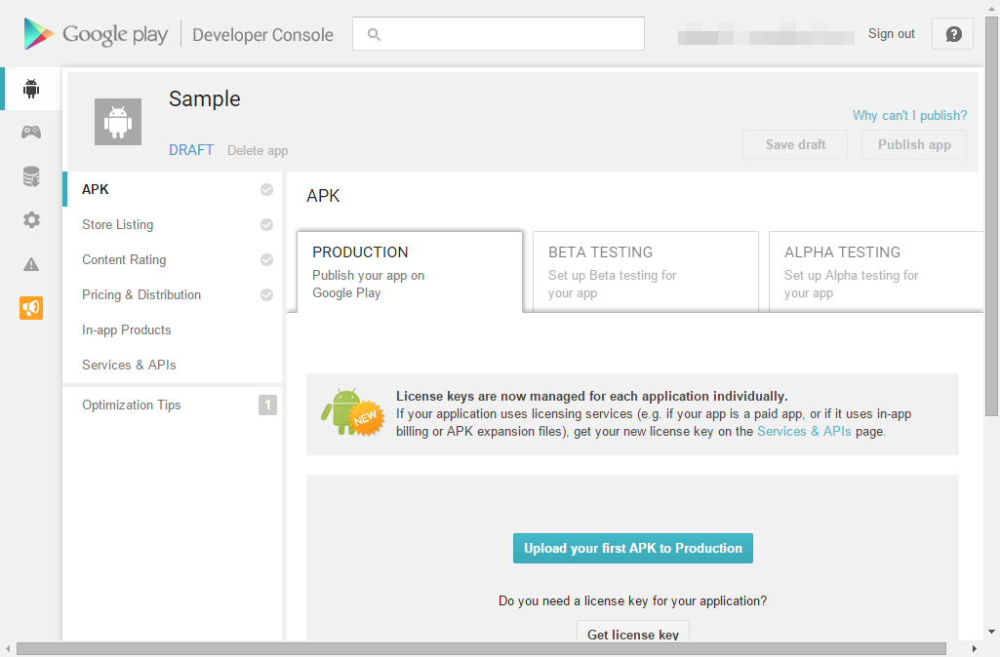 Google play Developer Console
Sign out
Sample
Why can't I publish?
DRAFT Delete app
Save draft Publish app
APK
Store Listing
Content Rating
Pricing & Distribution
In-app Products
Services & APIs
Optimization Tips 1
APK
PRODUCTION
Publish your app on
Google Play
BETA TESTING
Set up Beta testing for
your app
ALPHA TESTING
Set up Alpha testing for
your app
NEW
License keys are now managed for each application individually.
If your application uses licensing services (e.g. if your app is a paid app, or if it uses in-app
billing or APK expansion files), get your new license key on the Services & APIs page.
Upload your first APK to Production
Do you need a license key for your application?
Get license key